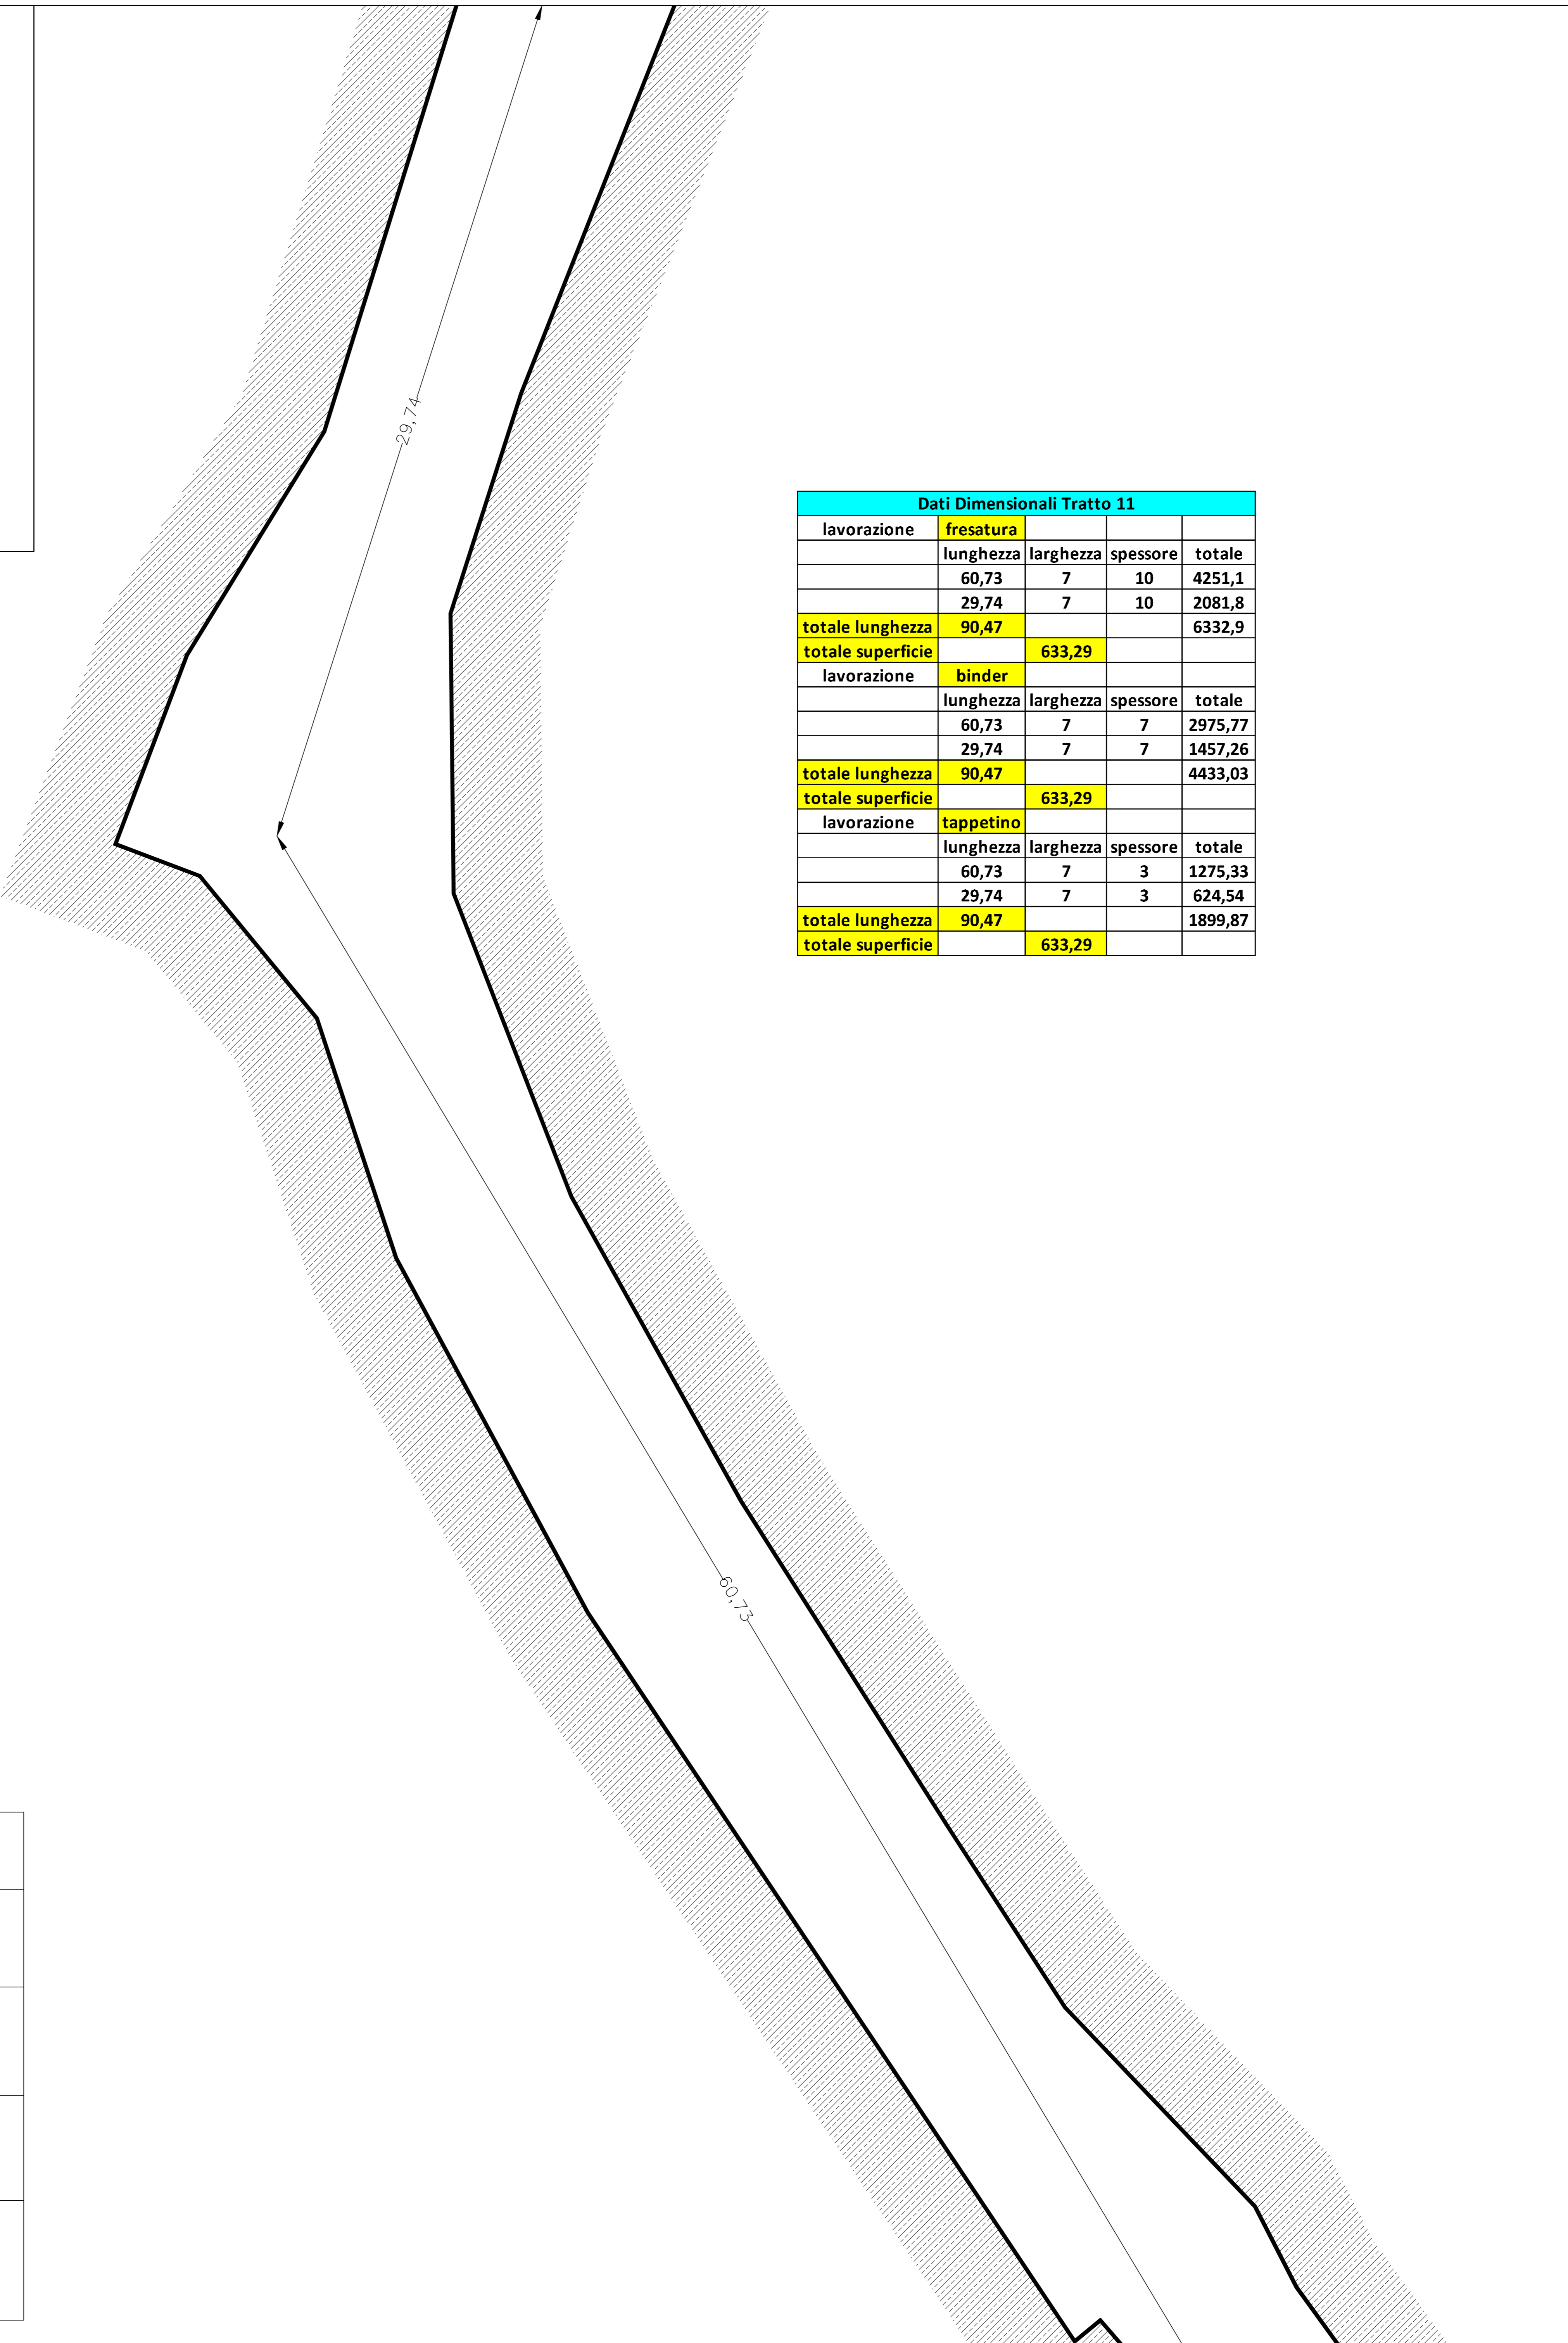 29,74
Dati Dimensionali Tratto 11
lavorazione fresatura
lunghezza larghezza spessore totale
60,73 7 10 4251,1
29,74 7 10 2081,8
totale lunghezza 90,47 6332,9
totale superficie 633,29
lavorazione binder
lunghezza larghezza spessore totale
60,73 7 7 2975,77
29,74 7 7 1457,26
totale lunghezza 90,47 4433,03
totale superficie 633,29
lavorazione tappetino
lunghezza larghezza spessore totale
60,73 7 3 1275,33
29,74 7 3 624,54
totale lunghezza 90,47 1899,87
totale superficie 633,29
60,73